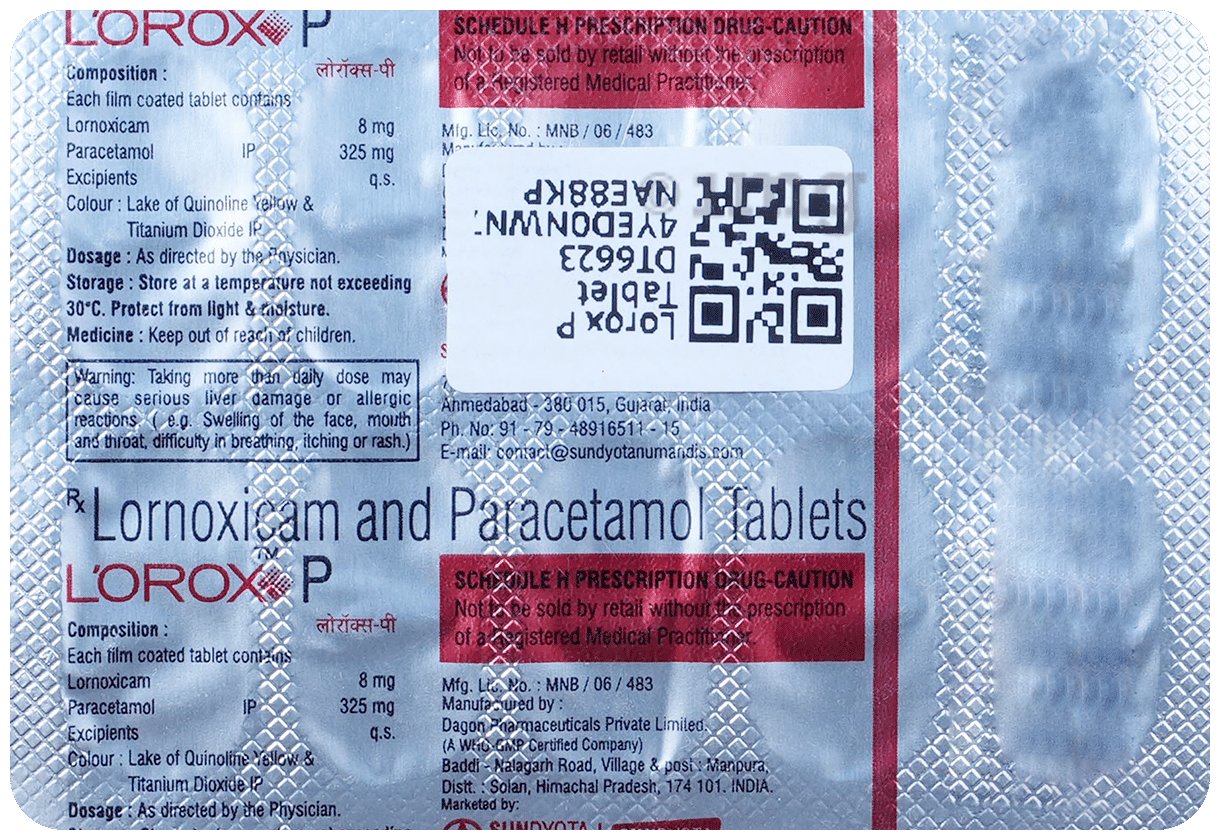 L'OROX P
लोरॉक्स-पी
Composition :
Each film coated tablet contains
Lornoxicam 8 mg
Paracetamol IP 325 mg
Excipients q.s.
Colour : Lake of Quinoline Yellow &
Titanium Dioxide IP
Dosage : As directed by the Physician.
Storage : Store at a temperature not exceeding
30°C. Protect from light & moisture.
Medicine : Keep out of reach of children.
Warning: Taking more than daily dose may
cause serious liver damage or allergic
reactions ( e.g. Swelling of the face, mouth
and throat, difficulty in breathing, itching or rash.)
SCHEDULE H PRESCRIPTION DRUG-CAUTION
Not to be sold by retail without the prescription
of a Registered Medical Practitioner.
Mfg. Lic. No. : MNB / 06 / 483
Lorox P
Tablet
DT6623
4YEDONWN,
NAE88KP
Ahmedabad - 380 015, Gujarat, India
Ph. No: 91 - 79 - 48916511 - 15
E-mail: contact@sundyotanumandis.com
Rx Lornoxicam and Paracetamol Tablets
L'OROX™ P
लोरॉक्स-पी
Composition :
Each film coated tablet contains
Lornoxicam 8 mg
Paracetamol IP 325 mg
Excipients q.s.
Colour : Lake of Quinoline Yellow &
Titanium Dioxide IP
Dosage : As directed by the Physician.
SCHEDULE H PRESCRIPTION DRUG-CAUTION
Not to be sold by retail without the prescription
of a Registered Medical Practitioner.
Mfg. Lic. No. : MNB / 06 / 483
Manufactured by :
Dagon Pharmaceuticals Private Limited.
(A WHO-GMP Certified Company)
Baddi - Nalagarh Road, Village & post : Manpura,
Distt. : Solan, Himachal Pradesh, 174 101. INDIA.
Marketed by:
SUNDYOTA